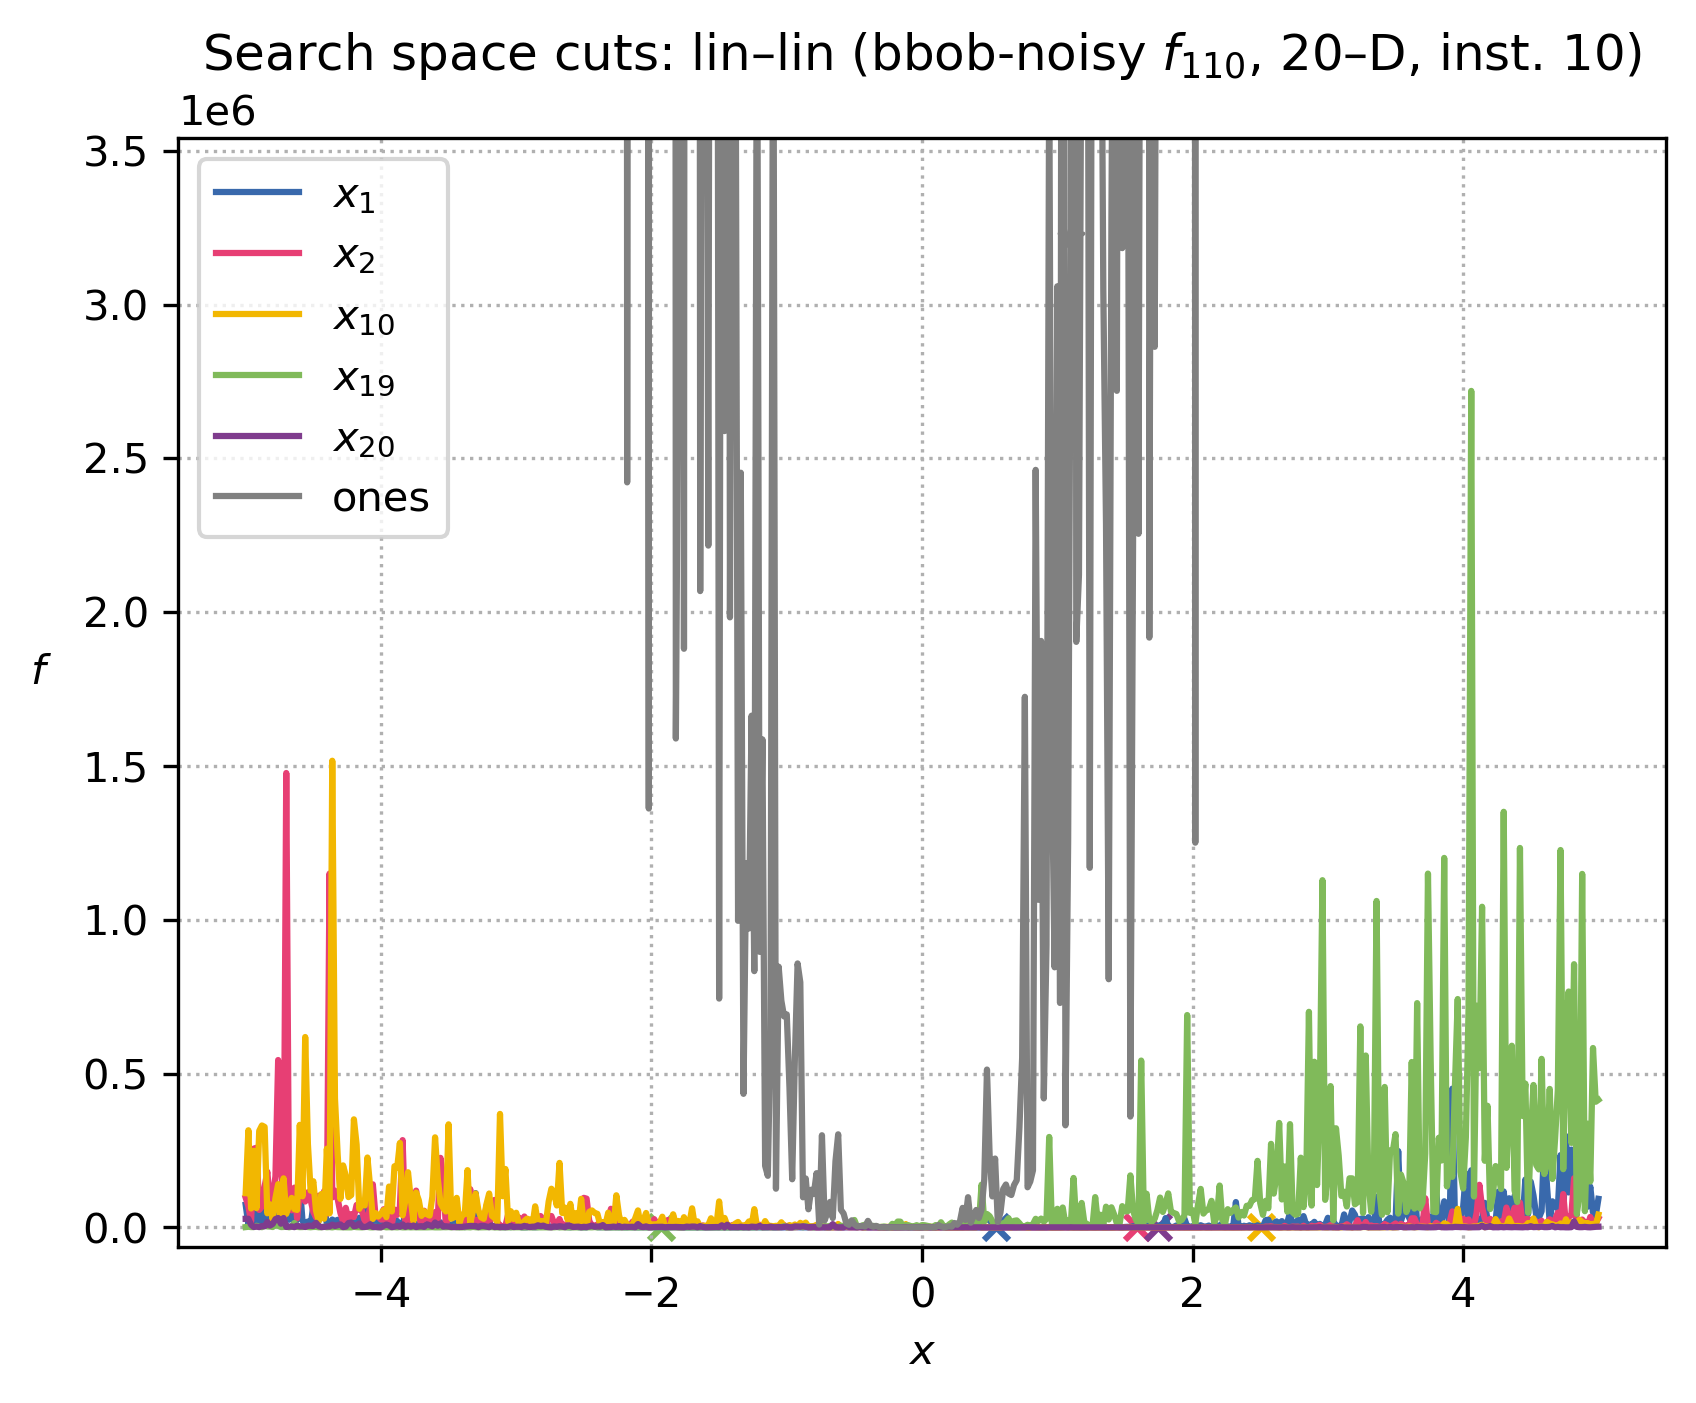 Search space cuts: lin–lin (bbob-noisy f110, 20–D, inst. 10)
1e6
3.5
3.0
2.5
2.0
1.5
1.0
0.5
0.0
f
x1
x2
x10
x19
x20
ones
−4
−2
0
2
4
x